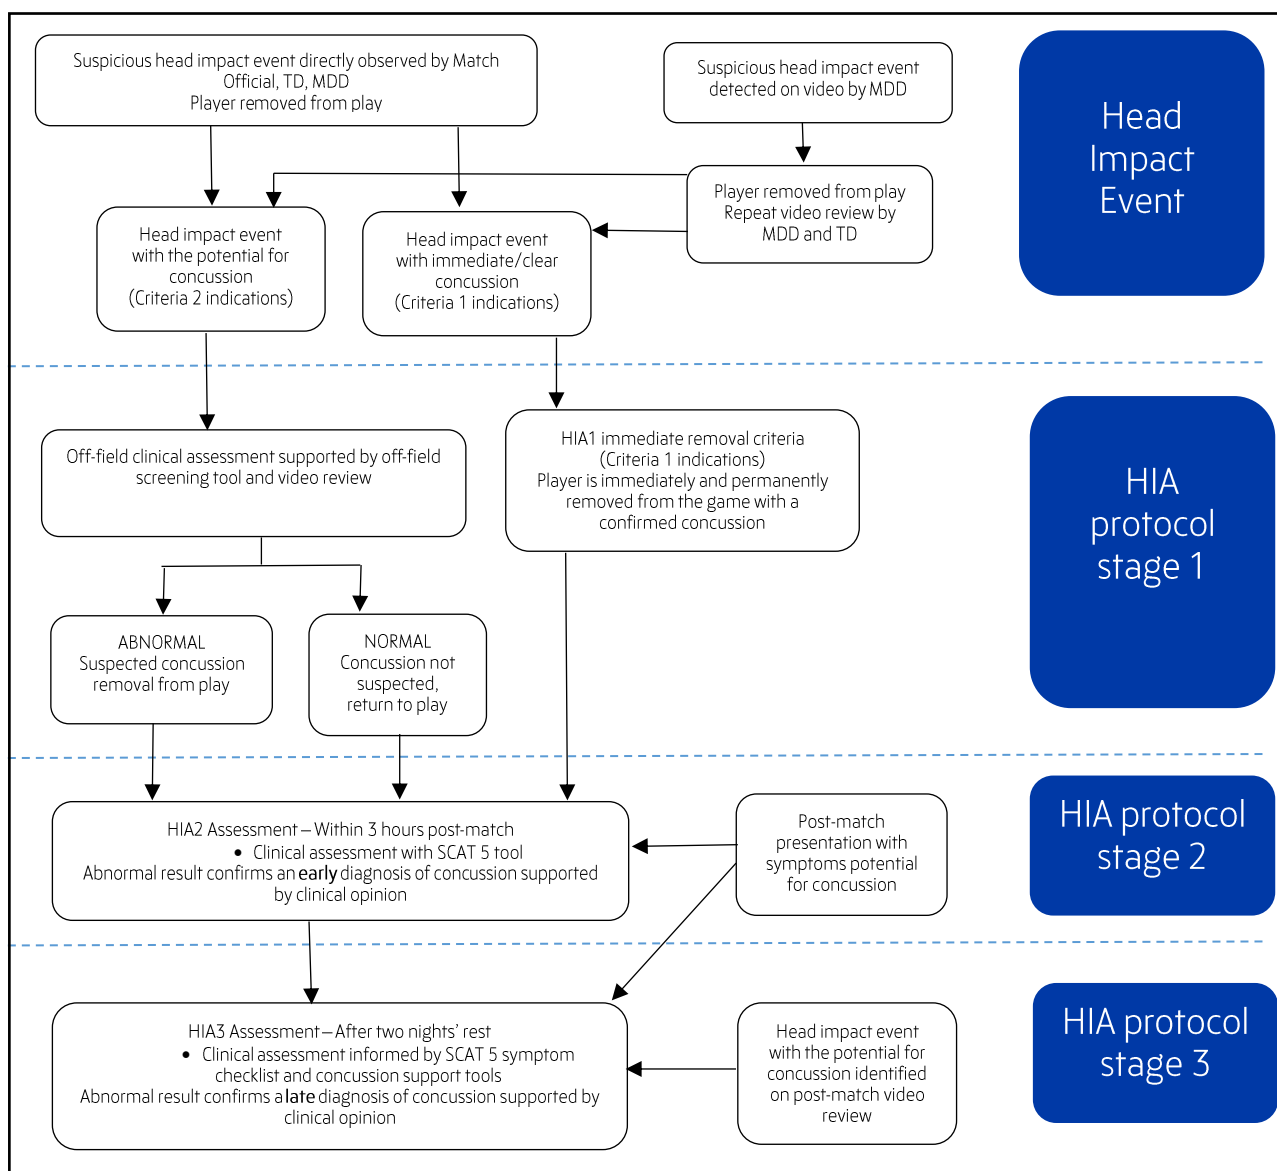 Suspicious head impact event directly observed by Match
Official, TD, MDD
Player removed from play
Suspicious head impact event
detected on video by MDD
Head
Impact
Event
Player removed from play
Repeat video review by
MDD and TD
Head impact event
with the potential for
concussion
(Criteria 2 indications)
Head impact event
with immediate/clear
concussion
(Criteria 1 indications)
Off-field clinical assessment supported by off-field
screening tool and video review
HIA1 immediate removal criteria
(Criteria 1 indications)
Player is immediately and permanently
removed from the game with a
confirmed concussion
HIA
protocol
stage 1
ABNORMAL
Suspected concussion
removal from play
NORMAL
Concussion not
suspected,
return to play
HIA2 Assessment – Within 3 hours post-match
• Clinical assessment with SCAT 5 tool
Abnormal result confirms an early diagnosis of concussion supported
by clinical opinion
Post-match
presentation with
symptoms potential
for concussion
HIA protocol
stage 2
HIA3 Assessment – After two nights' rest
• Clinical assessment informed by SCAT 5 symptom
checklist and concussion support tools
Abnormal result confirms a late diagnosis of concussion supported by
clinical opinion
Head impact event
with the potential for
concussion identified
on post-match video
review
HIA protocol
stage 3